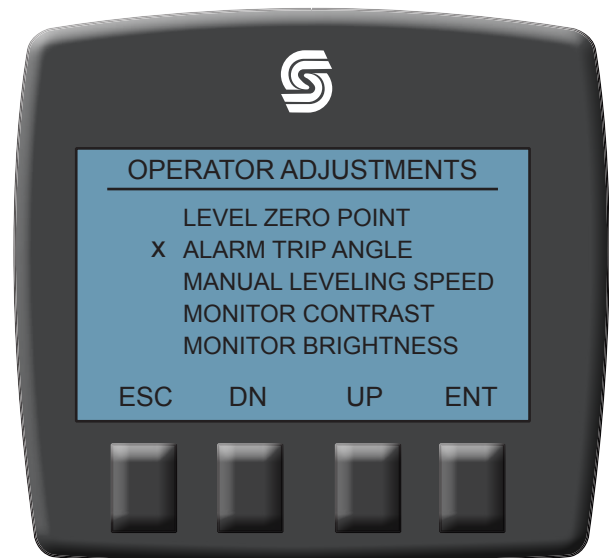 OPERATOR ADJUSTMENTS
LEVEL ZERO POINT
X ALARM TRIP ANGLE
MANUAL LEVELING SPEED
MONITOR CONTRAST
MONITOR BRIGHTNESS
ESC DN UP ENT